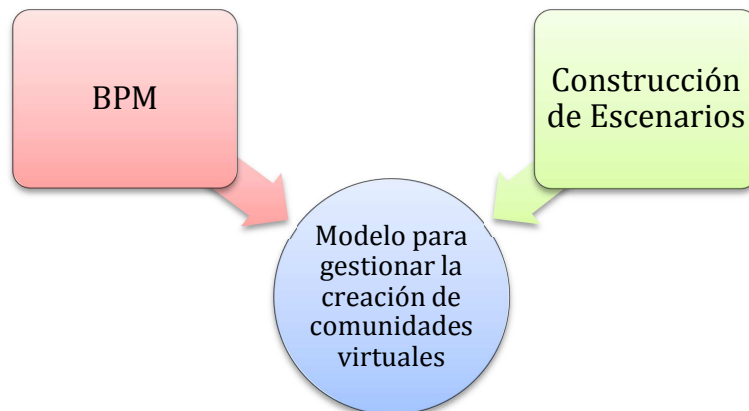 BPM
Construcción
de Escenarios
Modelo para
gestionar la
creación de
comunidades
virtuales